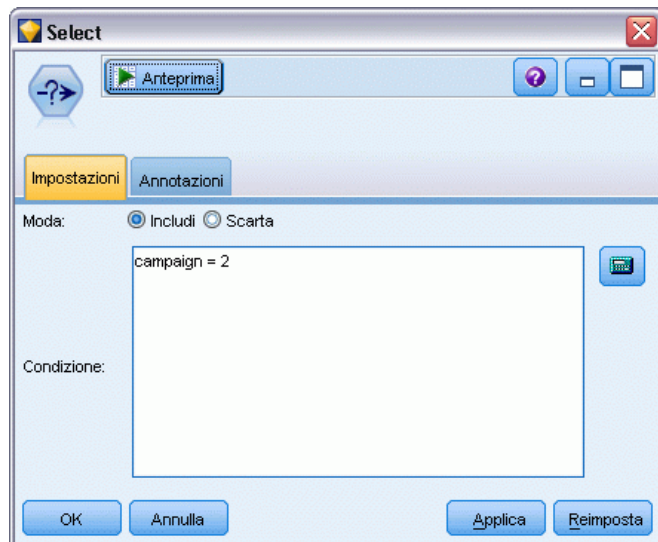 Select
Anteprima
Impostazioni Annotazioni
Moda: Includi Scarta
campaign = 2
Condizione:
OK Annulla Applica Reimposta